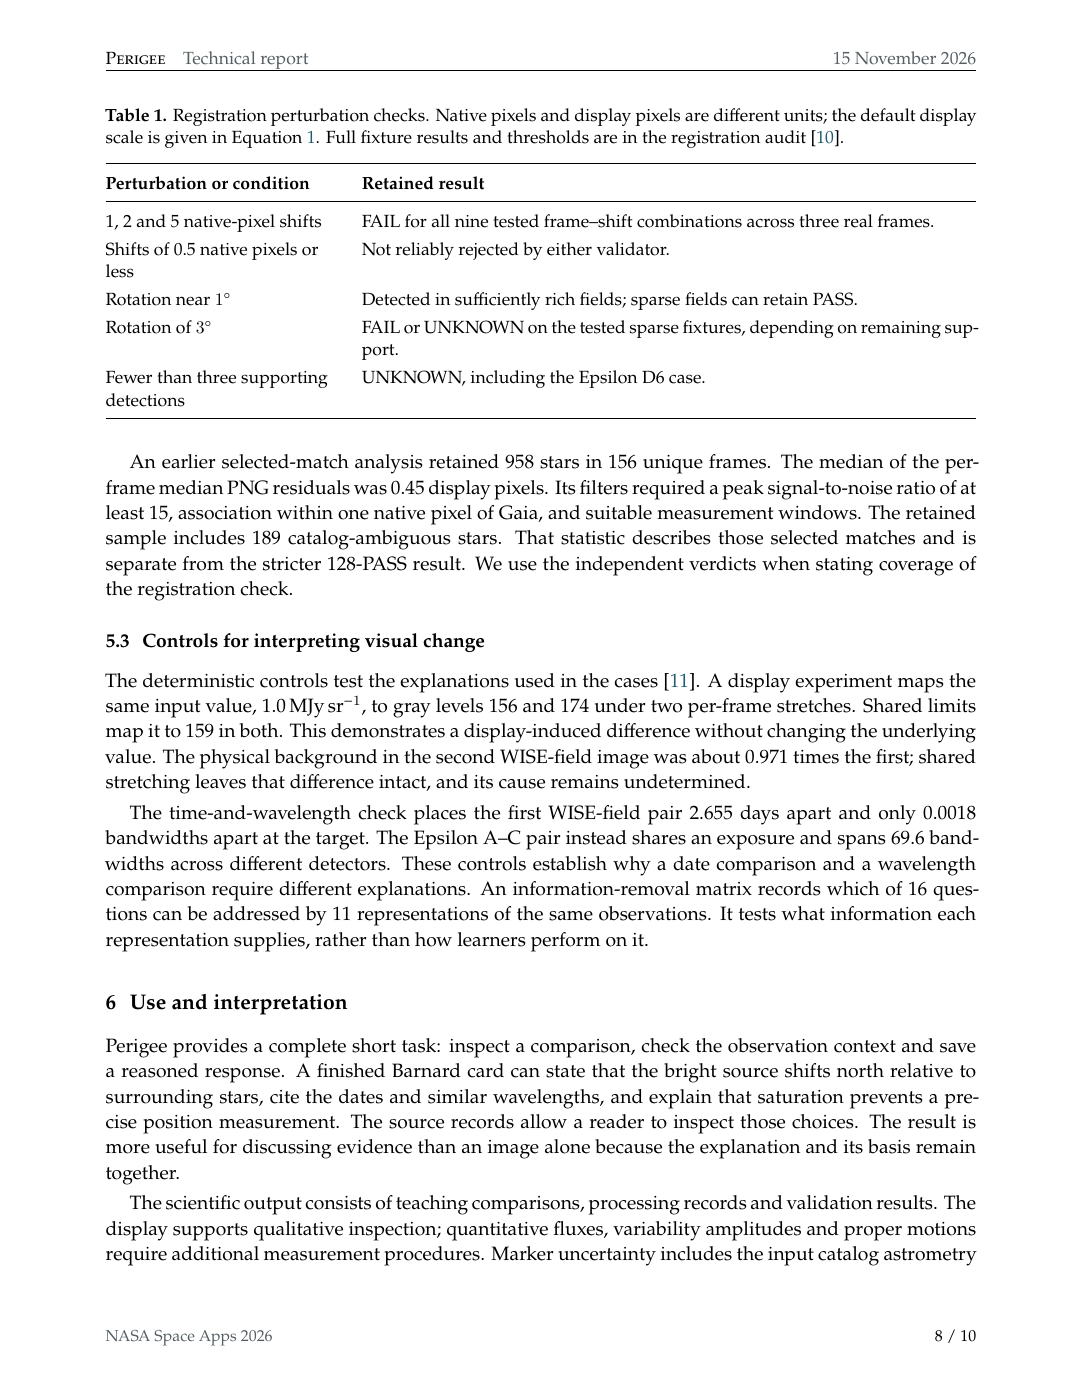 PERIGEE Technical report 15 November 2026
Table 1. Registration perturbation checks. Native pixels and display pixels are different units; the default display
scale is given in Equation 1. Full fixture results and thresholds are in the registration audit [10].
Perturbation or condition Retained result
1, 2 and 5 native-pixel shifts FAIL for all nine tested frame–shift combinations across three real frames.
Shifts of 0.5 native pixels or Not reliably rejected by either validator.
less
Rotation near 1° Detected in sufficiently rich fields; sparse fields can retain PASS.
Rotation of 3° FAIL or UNKNOWN on the tested sparse fixtures, depending on remaining sup-
port.
Fewer than three supporting UNKNOWN, including the Epsilon D6 case.
detections
An earlier selected-match analysis retained 958 stars in 156 unique frames. The median of the per-
frame median PNG residuals was 0.45 display pixels. Its filters required a peak signal-to-noise ratio of at
least 15, association within one native pixel of Gaia, and suitable measurement windows. The retained
sample includes 189 catalog-ambiguous stars. That statistic describes those selected matches and is
separate from the stricter 128-PASS result. We use the independent verdicts when stating coverage of
the registration check.
5.3 Controls for interpreting visual change
The deterministic controls test the explanations used in the cases [11]. A display experiment maps the
same input value, 1.0 MJy sr⁻¹, to gray levels 156 and 174 under two per-frame stretches. Shared limits
map it to 159 in both. This demonstrates a display-induced difference without changing the underlying
value. The physical background in the second WISE-field image was about 0.971 times the first; shared
stretching leaves that difference intact, and its cause remains undetermined.
The time-and-wavelength check places the first WISE-field pair 2.655 days apart and only 0.0018
bandwidths apart at the target. The Epsilon A–C pair instead shares an exposure and spans 69.6 band-
widths across different detectors. These controls establish why a date comparison and a wavelength
comparison require different explanations. An information-removal matrix records which of 16 ques-
tions can be addressed by 11 representations of the same observations. It tests what information each
representation supplies, rather than how learners perform on it.
6 Use and interpretation
Perigee provides a complete short task: inspect a comparison, check the observation context and save
a reasoned response. A finished Barnard card can state that the bright source shifts north relative to
surrounding stars, cite the dates and similar wavelengths, and explain that saturation prevents a pre-
cise position measurement. The source records allow a reader to inspect those choices. The result is
more useful for discussing evidence than an image alone because the explanation and its basis remain
together.
The scientific output consists of teaching comparisons, processing records and validation results. The
display supports qualitative inspection; quantitative fluxes, variability amplitudes and proper motions
require additional measurement procedures. Marker uncertainty includes the input catalog astrometry
NASA Space Apps 2026 8 / 10